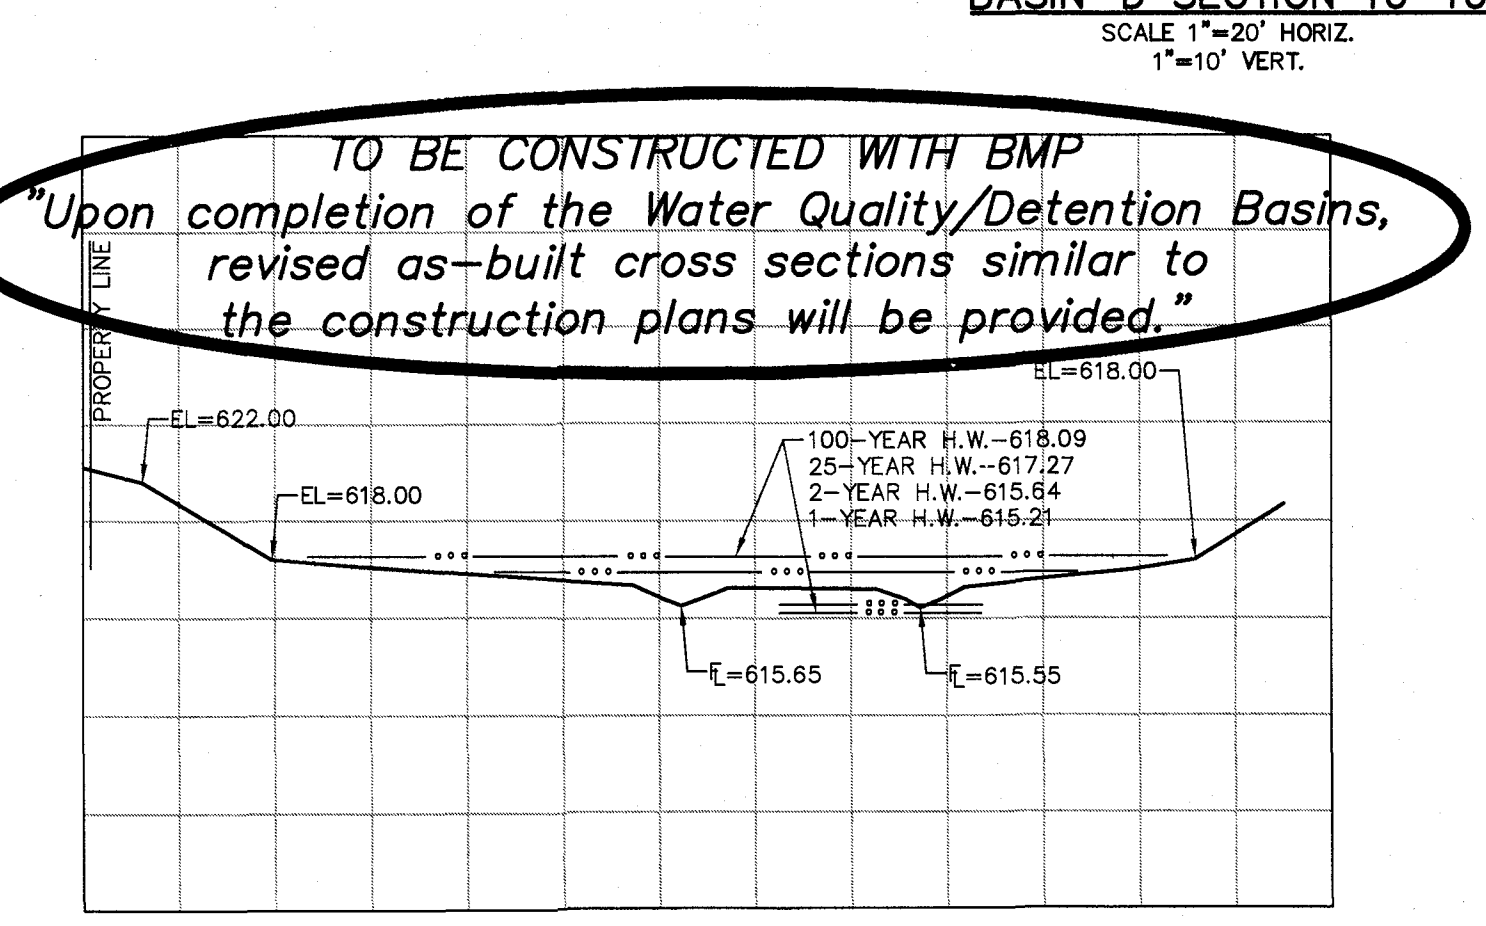 SCALE 1"=20' HORIZ.
1"=10' VERT.
TO BE CONSTRUCTED WITH BMP
"Upon completion of the Water Quality/Detention Basins,
revised as-built cross sections similar to
the construction plans will be provided."
PROPERTY LINE
EL=618.00
EL=622.00
100-YEAR H.W.-618.09
25-YEAR H.W.--617.27
EL=618.00
2-YEAR H.W.-615.64
1-YEAR H.W.-615.21
FL=615.65
FL=615.55